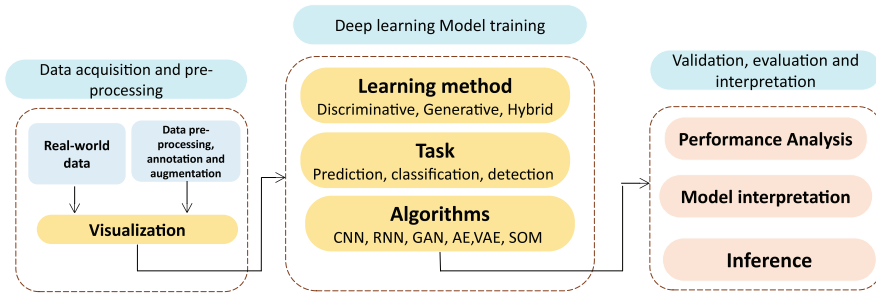 Data acquisition and pre-
processing
Real-world
data
Data pre-
processing,
annotation and
augmentation
Visualization
Deep learning Model training
Learning method
Discriminative, Generative, Hybrid
Task
Prediction, classification, detection
Algorithms
CNN, RNN, GAN, AE,VAE, SOM
Validation, evaluation and
interpretation
Performance Analysis
Model interpretation
Inference